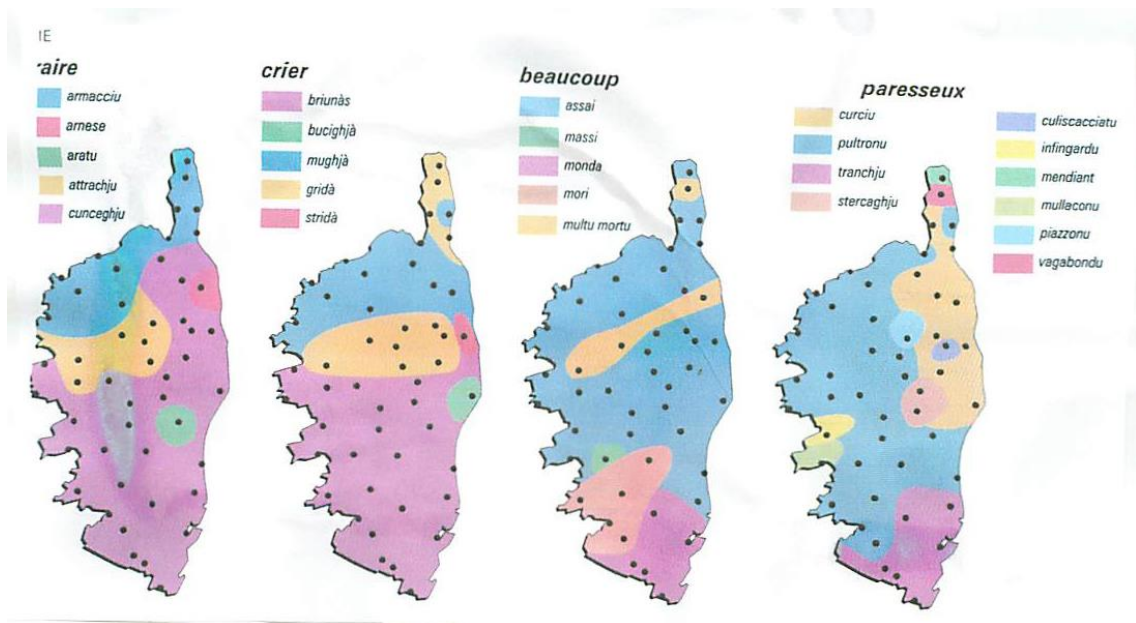 IE
raire
armacciu
arnese
aratu
attrachju
cunceghju
crier
briunàs
bucighjà
mughjà
gridà
stridà
beaucoup
assai
massi
monda
mori
multu mortu
paresseux
curciu
pultronu
tranchju
stercaghju
culiscacciatu
infingardu
mendiant
mullaconu
piazzonu
vagabondu